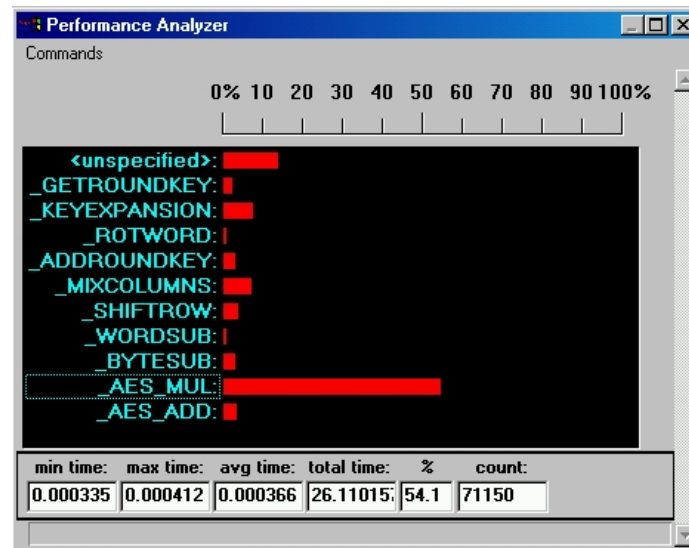 Performance Analyzer
Commands
0% 10 20 30 40 50 60 70 80 90 100%
<unspecified>:
_GETROUNDKEY:
_KEYEXPANSION:
_ROTWORD:
_ADDROUNDKEY:
_MIXCOLUMNS:
_SHIFTROW:
_WORDSUB:
_BYTESUB:
_AES_MUL:
_AES_ADD:
min time: max time: avg time: total time: % count:
0.000335 0.000412 0.000366 26.110157 54.1 71150